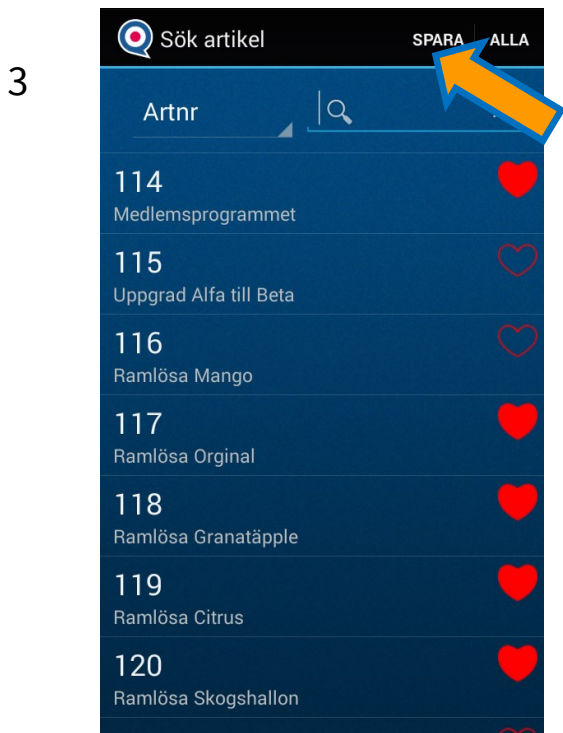 3
Sök artikel SPARA ALLA
Artnr
114
Medlemsprogrammet
115
Uppgrad Alfa till Beta
116
Ramlösa Mango
117
Ramlösa Orginal
118
Ramlösa Granatäpple
119
Ramlösa Citrus
120
Ramlösa Skogshallon